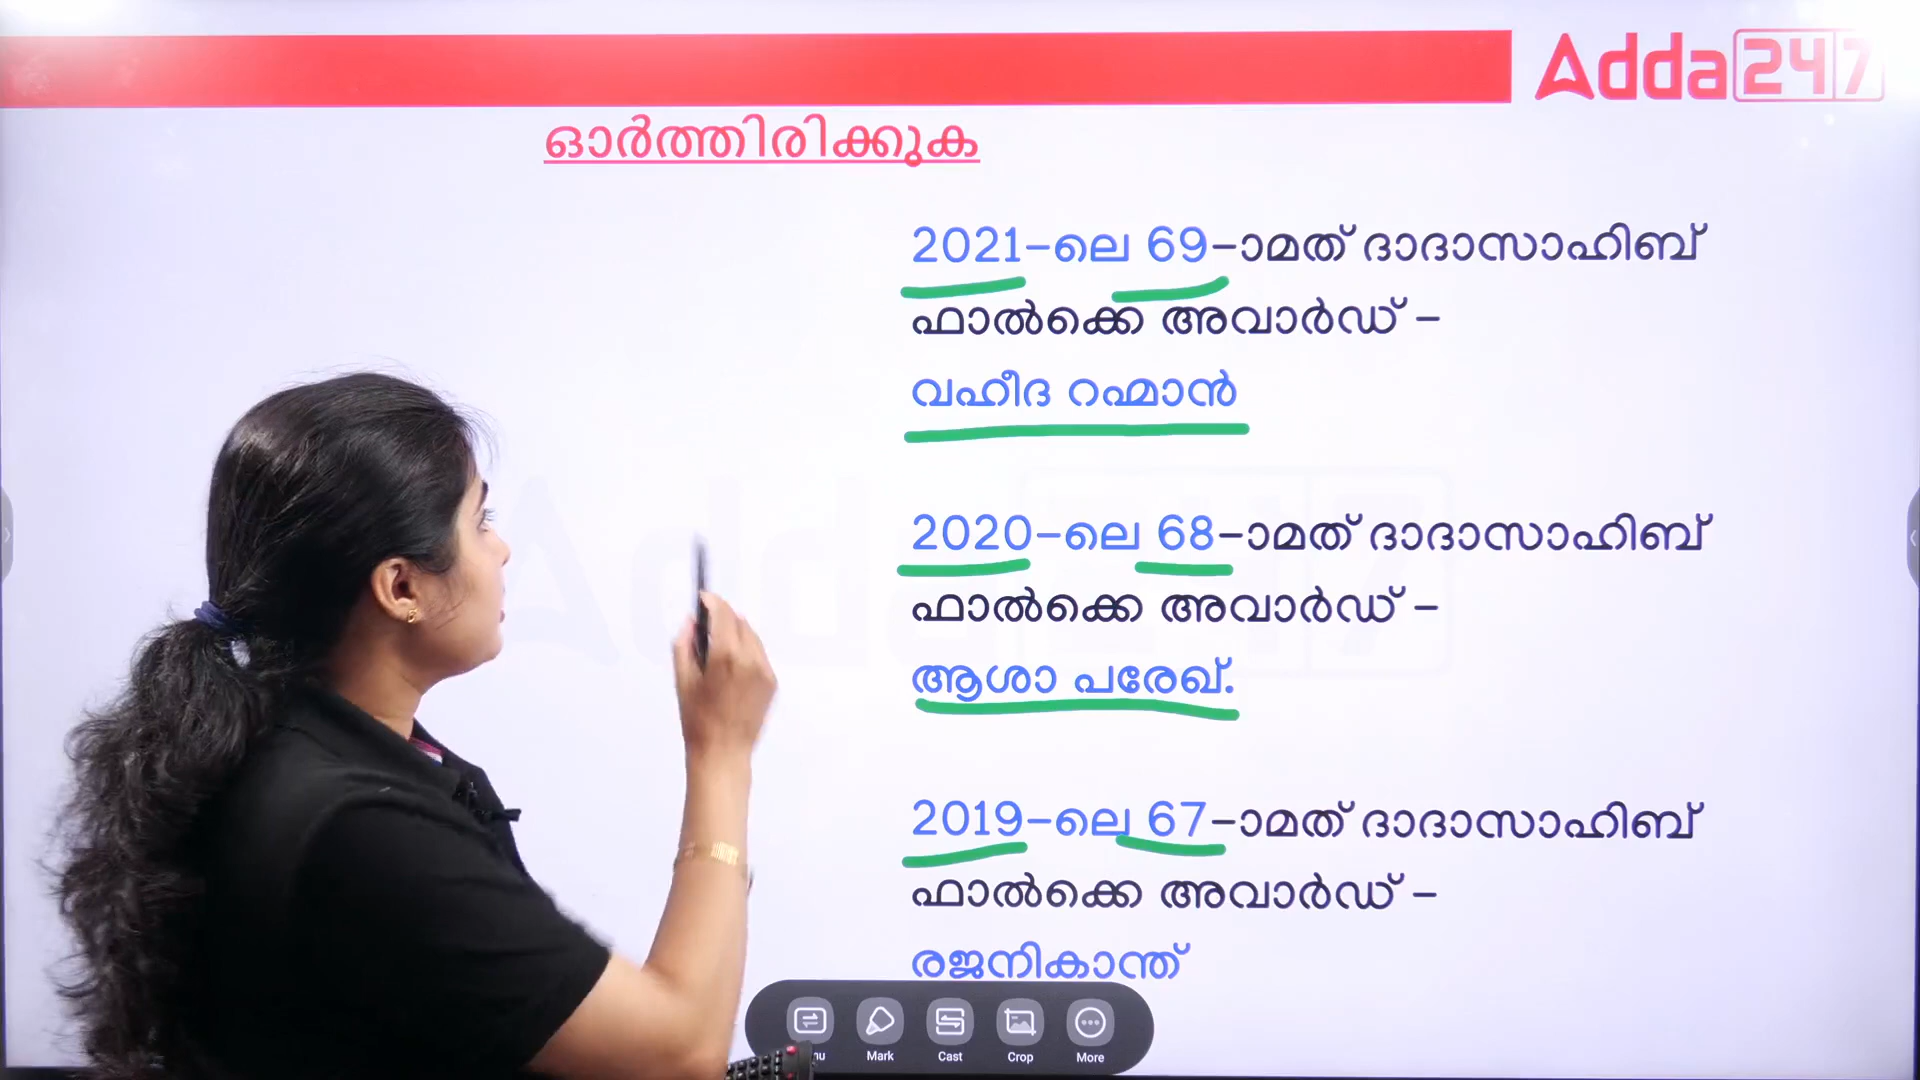 Adda247
ഓർത്തിരിക്കുക
2021-ലെ 69-ാമത് ദാദാസാഹിബ്
ഫാൽക്കെ അവാർഡ് -
വഹീദ റഹ്മാൻ
2020-ലെ 68-ാമത് ദാദാസാഹിബ്
ഫാൽക്കെ അവാർഡ് -
ആശാ പരേഖ്.
2019-ലെ 67-ാമത് ദാദാസാഹിബ്
ഫാൽക്കെ അവാർഡ് -
രജനികാന്ത്
Mark Cast Crop More